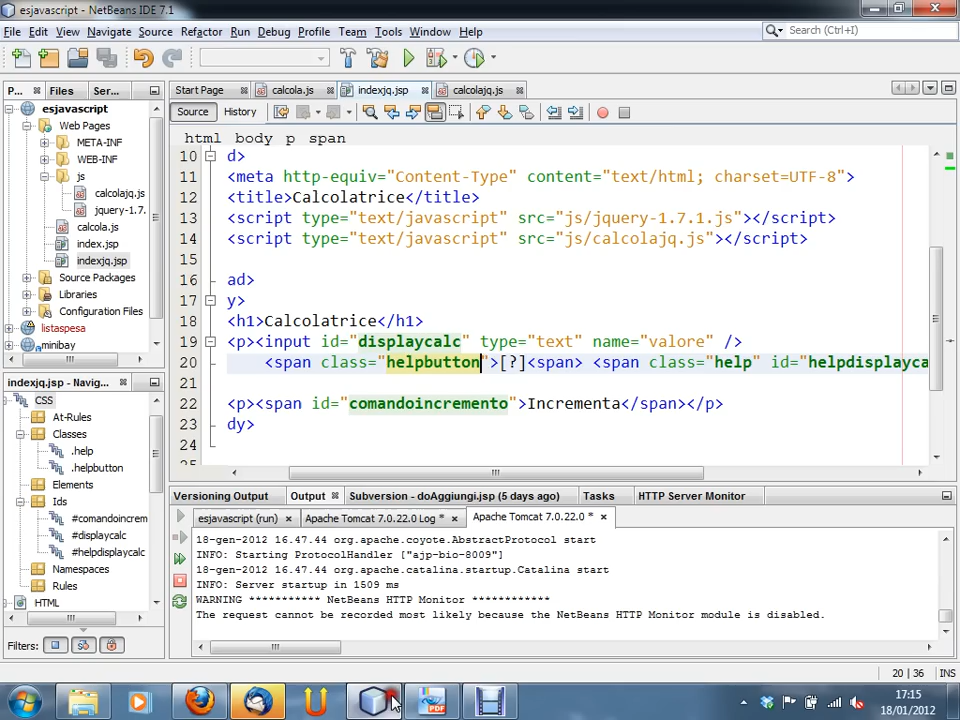 esjavascript - NetBeans IDE 7.1
File Edit View Navigate Source Refactor Run Debug Profile Team Tools Window Help
Search (Ctrl+I)
P... Files Ser...
Start Page calcola.js indexjq.jsp calcolajq.js
Source History
html body p span
esjavascript
Web Pages
META-INF
WEB-INF
js
calcolajq.js
jquery-1.7.
calcola.js
index.jsp
indexjq.jsp
Source Packages
Libraries
Configuration Files
listaspesa
minibay
10 d>
11 <meta http-equiv="Content-Type" content="text/html; charset=UTF-8">
12 <title>Calcolatrice</title>
13 <script type="text/javascript" src="js/jquery-1.7.1.js"></script>
14 <script type="text/javascript" src="js/calcolajq.js"></script>
15
16 ad>
17 y>
18 <h1>Calcolatrice</h1>
19 <p><input id="displaycalc" type="text" name="valore" />
20 <span class="helpbutton">[?]<span> <span class="help" id="helpdisplayca
21
22 <p><span id="comandoincremento">Incrementa</span></p>
23 dy>
24
25
indexjq.jsp - Navig...
CSS
At-Rules
Classes
.help
.helpbutton
Elements
Ids
#comandoincrem
#displaycalc
#helpdisplaycalc
Namespaces
Rules
HTML
Filters:
Versioning Output Output Subversion - doAggiungi.jsp (5 days ago) Tasks HTTP Server Monitor
esjavascript (run) Apache Tomcat 7.0.22.0 Log * Apache Tomcat 7.0.22.0 *
18-gen-2012 16.47.44 org.apache.coyote.AbstractProtocol start
INFO: Starting ProtocolHandler ["ajp-bio-8009"]
18-gen-2012 16.47.44 org.apache.catalina.startup.Catalina start
INFO: Server startup in 1509 ms
WARNING *********** NetBeans HTTP Monitor ************
The request cannot be recorded most likely because the NetBeans HTTP Monitor module is disabled.
20 | 36 INS
PDF
17:15
18/01/2012